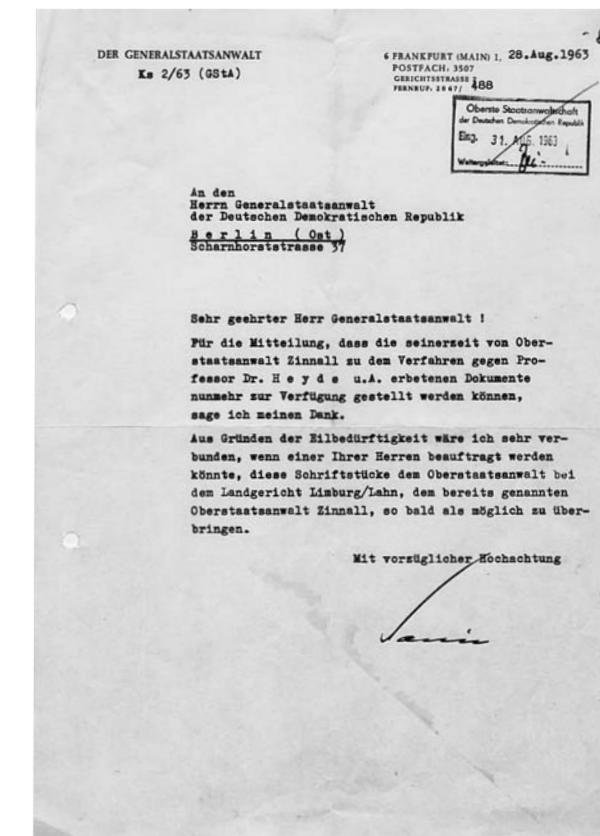 DER GENERALSTAATSANWALT
Ks 2/63 (GStA)
6 FRANKFURT (MAIN) 1, 28.Aug.1963
POSTFACH: 3507
GERICHTSSTRASSE
FERNRUF: 2867/ 488
Oberste Staatsanwaltschaft
der Deutschen Demokratischen Republik
Eing. 31. AUG. 1963
Weitergeleitet:
An den
Herrn Generalstaatsanwalt
der Deutschen Demokratischen Republik
B e r l i n ( Ost )
Scharnhorststrasse 37
Sehr geehrter Herr Generalstaatsanwalt !
Für die Mitteilung, dass die seinerzeit von Ober-
staatsanwalt Zinnall zu dem Verfahren gegen Pro-
fessor Dr. H e y d e u.A. erbetenen Dokumente
nunmehr zur Verfügung gestellt werden können,
sage ich meinen Dank.
Aus Gründen der Eilbedürftigkeit wäre ich sehr ver-
bunden, wenn einer Ihrer Herren beauftragt werden
könnte, diese Schriftstücke dem Oberstaatsanwalt bei
dem Landgericht Limburg/Lahn, dem bereits genannten
Oberstaatsanwalt Zinnall, so bald als möglich zu über-
bringen.
Mit vorzüglicher Hochachtung